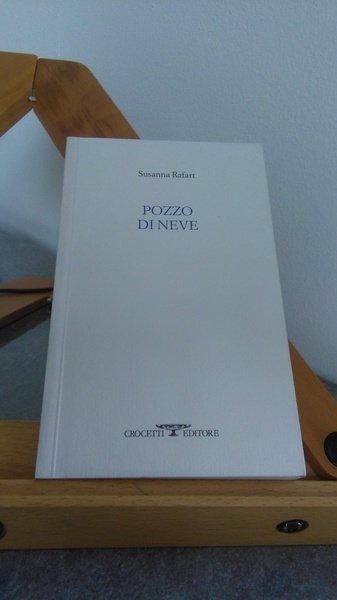 Susanna Rafart
POZZO
DI NEVE
CROCETTI EDITORE